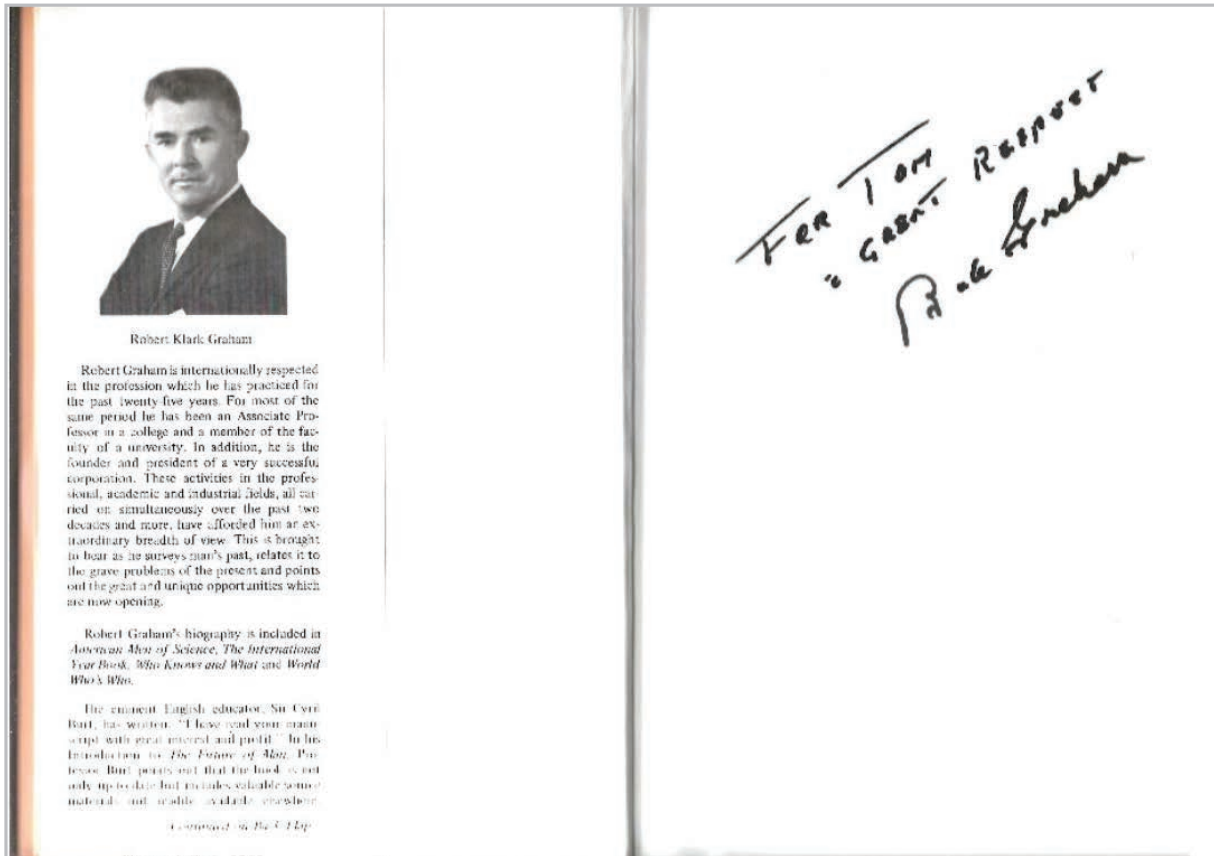 Robert Klark Graham
Robert Graham is internationally respected
in the profession which he has practiced for
the past twenty-five years. For most of the
same period he has been an Associate Pro-
fessor in a college and a member of the fac-
ulty of a university. In addition, he is the
founder and president of a very successful
corporation. These activities in the profes-
sional, academic and industrial fields, all car-
ried on simultaneously over the past two
decades and more, have afforded him an ex-
traordinary breadth of view. This is brought
to bear as he surveys man's past, relates it to
the grave problems of the present and points
out the great and unique opportunities which
are now opening.
Robert Graham's biography is included in
American Men of Science, The International
Year Book, Who Knows and What and World
Who's Who.
The eminent English educator, Sir Cyril
Burt, has written, "I have read your manu-
script with great interest and profit." In his
Introduction to The Future of Man, Pro-
fessor Burt points out that the book is not
only up-to-date but includes valuable source
materials not readily available elsewhere.
Continued on Back Flap
FOR TOM
GREAT RESPECT
Graham